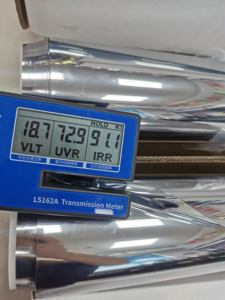 HOLD
18.7 72.9 91.1
VLT UVR IRR
LS162A Transmission Meter